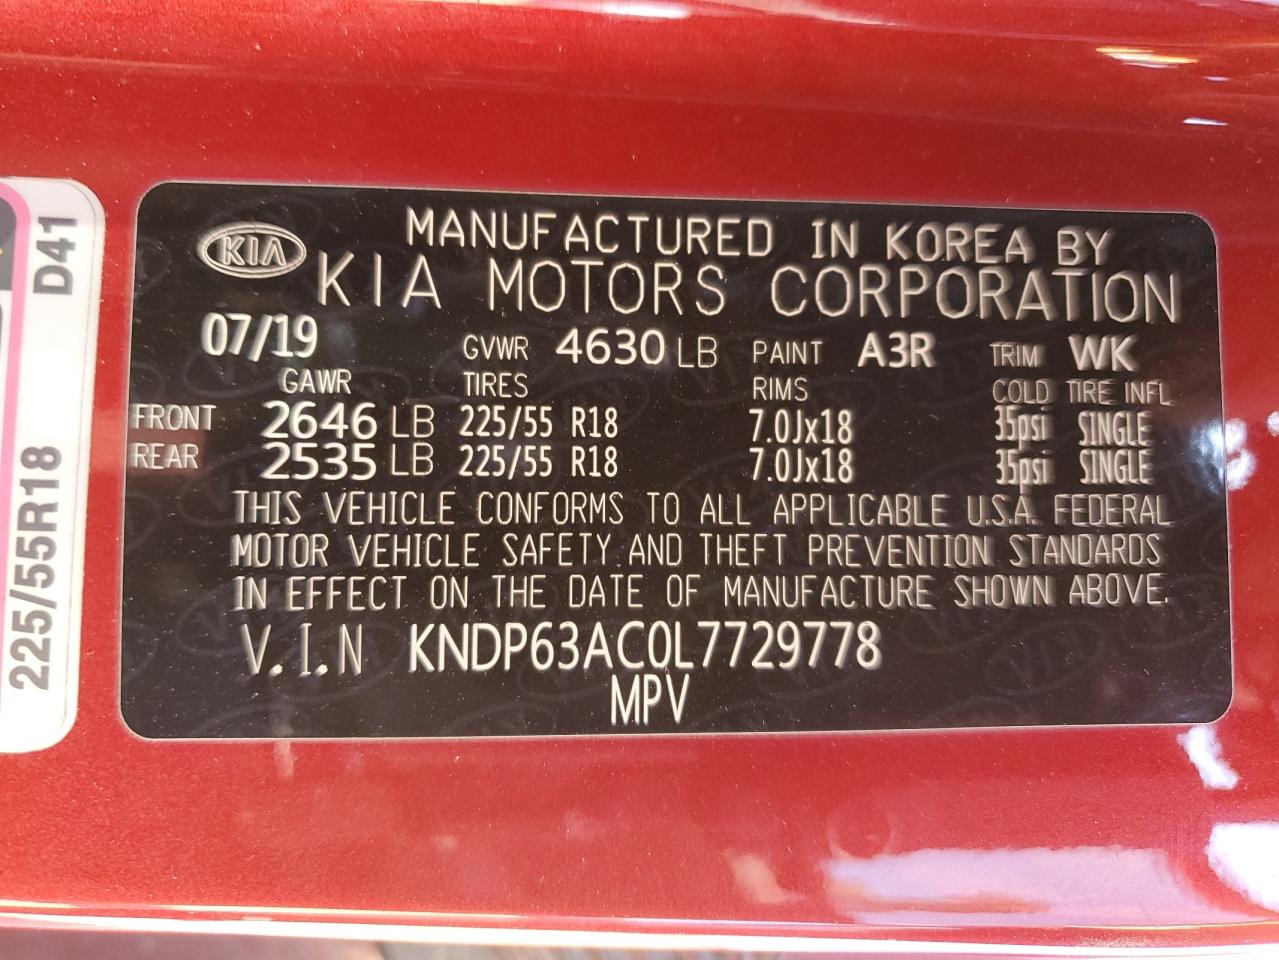 MANUFACTURED IN KOREA BY
KIA
KIA MOTORS CORPORATION
07/19 GVWR 4630 LB PAINT A3R TRIM WK
GAWR TIRES RIMS COLD TIRE INFL
FRONT 2646 LB 225/55 R18 7.0Jx18 35psi SINGLE
REAR 2535 LB 225/55 R18 7.0Jx18 35psi SINGLE
THIS VEHICLE CONFORMS TO ALL APPLICABLE U.S.A. FEDERAL
MOTOR VEHICLE SAFETY AND THEFT PREVENTION STANDARDS
IN EFFECT ON THE DATE OF MANUFACTURE SHOWN ABOVE.
V.I.N KNDP63AC0L7729778
MPV
225/55R18 D41